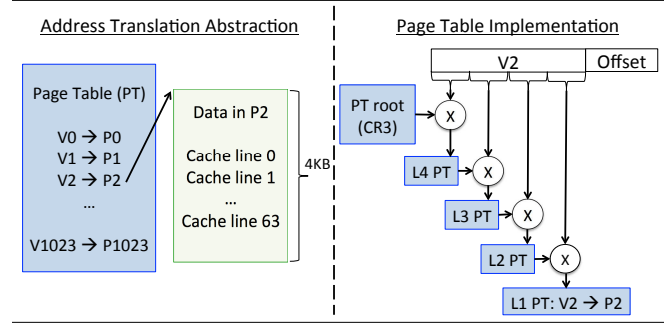 Address Translation Abstraction
Page Table (PT)
V0 → P0
V1 → P1
V2 → P2
...
V1023 → P1023
Data in P2
Cache line 0
Cache line 1
...
Cache line 63
4KB
Page Table Implementation
V2
Offset
PT root
(CR3)
X
L4 PT
X
L3 PT
X
L2 PT
X
L1 PT: V2 → P2